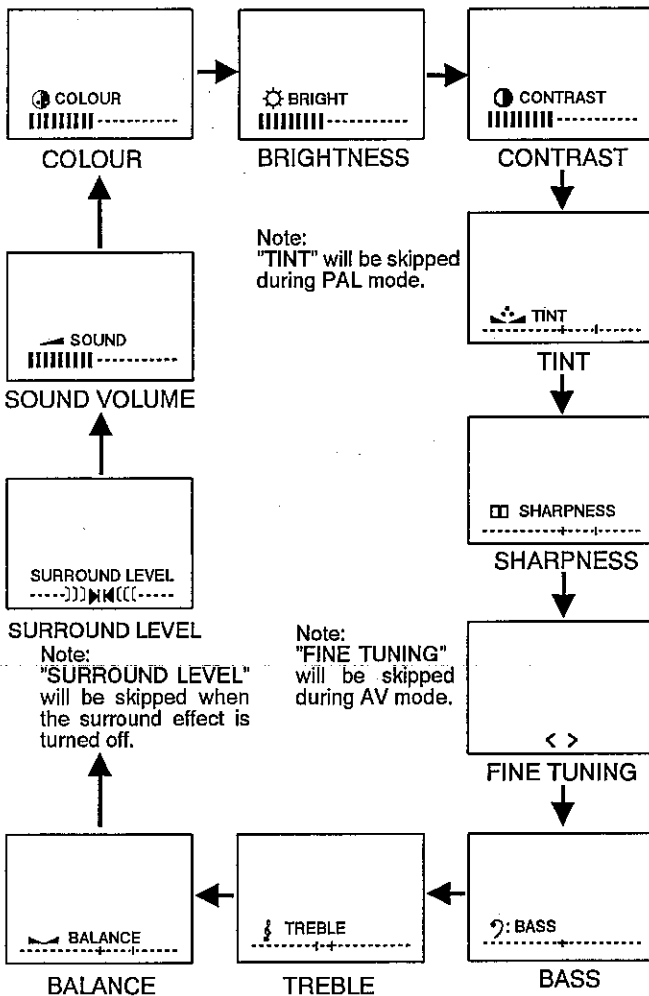 COLOUR
COLOUR
BRIGHT
BRIGHTNESS
CONTRAST
CONTRAST
Note:
"TINT" will be skipped
during PAL mode.
TINT
TINT
SOUND
SOUND VOLUME
SHARPNESS
SHARPNESS
SURROUND LEVEL
SURROUND LEVEL
Note:
"SURROUND LEVEL"
will be skipped when
the surround effect is
turned off.
Note:
"FINE TUNING"
will be skipped
during AV mode.
< >
FINE TUNING
BALANCE
BALANCE
TREBLE
TREBLE
BASS
BASS